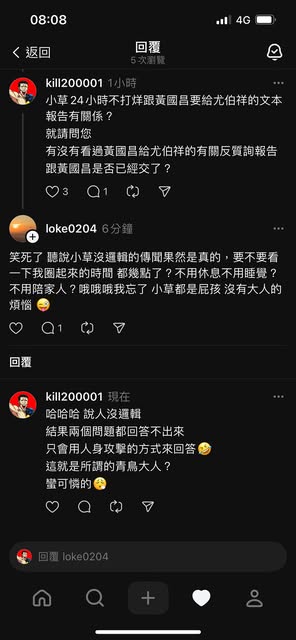 08:08
4G
返回
回覆
5 次瀏覽
kill200001 1小時
小草24小時不打烊跟黃國昌要給尤伯祥的文本
報告有關係？
就請問您
有沒有看過黃國昌給尤伯祥的有關反質詢報告
跟黃國昌是否已經交了？
3 1
loke0204 6分鐘
笑死了 聽說小草沒邏輯的傳聞果然是真的，要不要看
一下我圈起來的時間 都幾點了？不用休息不用睡覺？
不用陪家人？哦哦哦我忘了 小草都是屁孩 沒有大人的
煩惱 😄
1
回覆
kill200001 現在
哈哈哈 說人沒邏輯
結果兩個問題都回答不出來
只會用人身攻擊的方式來回答🤣
這就是所謂的青鳥大人？
蠻可憐的😮‍💨
回覆 loke0204